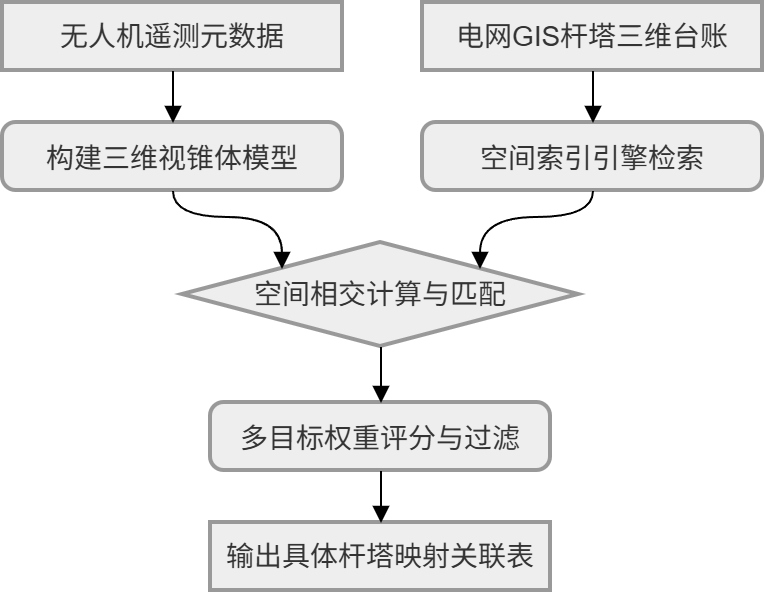 无人机遥测元数据
电网GIS杆塔三维台账
构建三维视锥体模型
空间索引引擎检索
空间相交计算与匹配
多目标权重评分与过滤
输出具体杆塔映射关联表